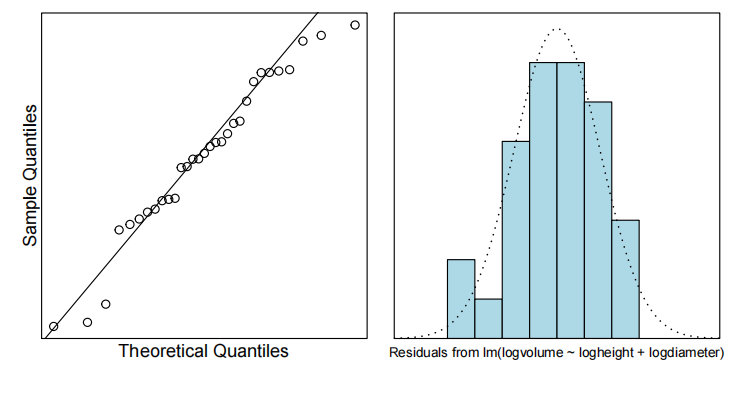 Sample Quantiles
Theoretical Quantiles
Residuals from lm(logvolume ~ logheight + logdiameter)